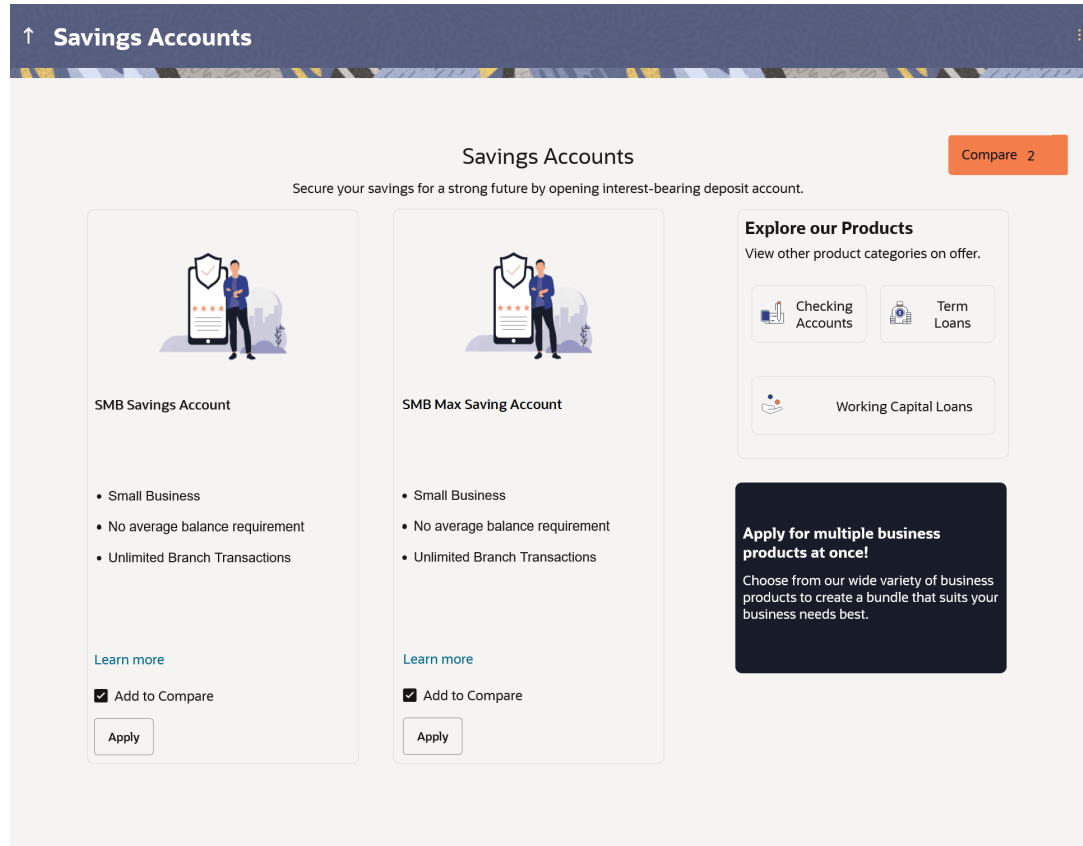 Savings Accounts
Savings Accounts
Compare 2
Secure your savings for a strong future by opening interest-bearing deposit account.
SMB Savings Account
• Small Business
• No average balance requirement
• Unlimited Branch Transactions
Learn more
Add to Compare
Apply
SMB Max Saving Account
• Small Business
• No average balance requirement
• Unlimited Branch Transactions
Learn more
Add to Compare
Apply
Explore our Products
View other product categories on offer.
Checking
Accounts
Term
Loans
Working Capital Loans
Apply for multiple business
products at once!
Choose from our wide variety of business
products to create a bundle that suits your
business needs best.